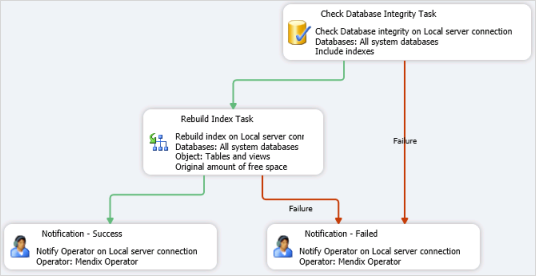 Check Database Integrity Task
Check Database integrity on Local server connection
Databases: All system databases
Include indexes
Rebuild Index Task
Rebuild index on Local server conn
Databases: All system databases
Object: Tables and views
Original amount of free space
Failure
Failure
Notification - Success
Notify Operator on Local server connection
Operator: Mendix Operator
Notification - Failed
Notify Operator on Local server connection
Operator: Mendix Operator